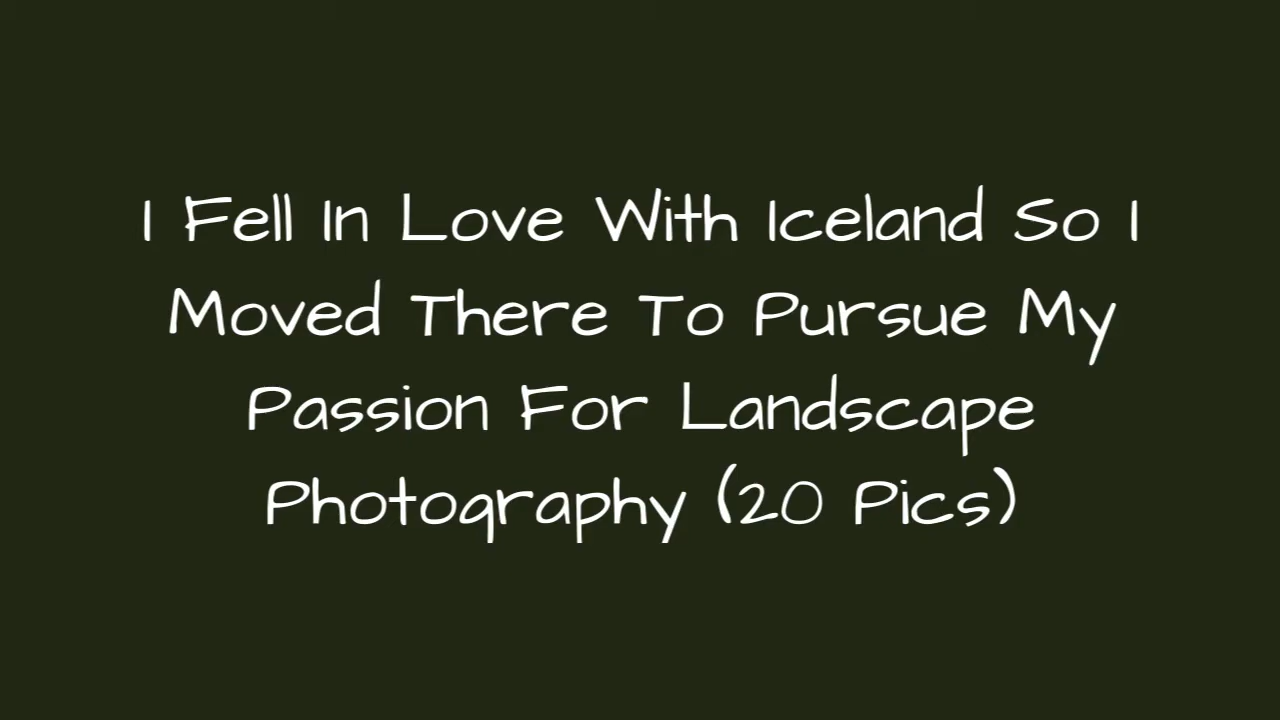 I Fell In Love With Iceland So I
Moved There To Pursue My
Passion For Landscape
Photography (20 Pics)